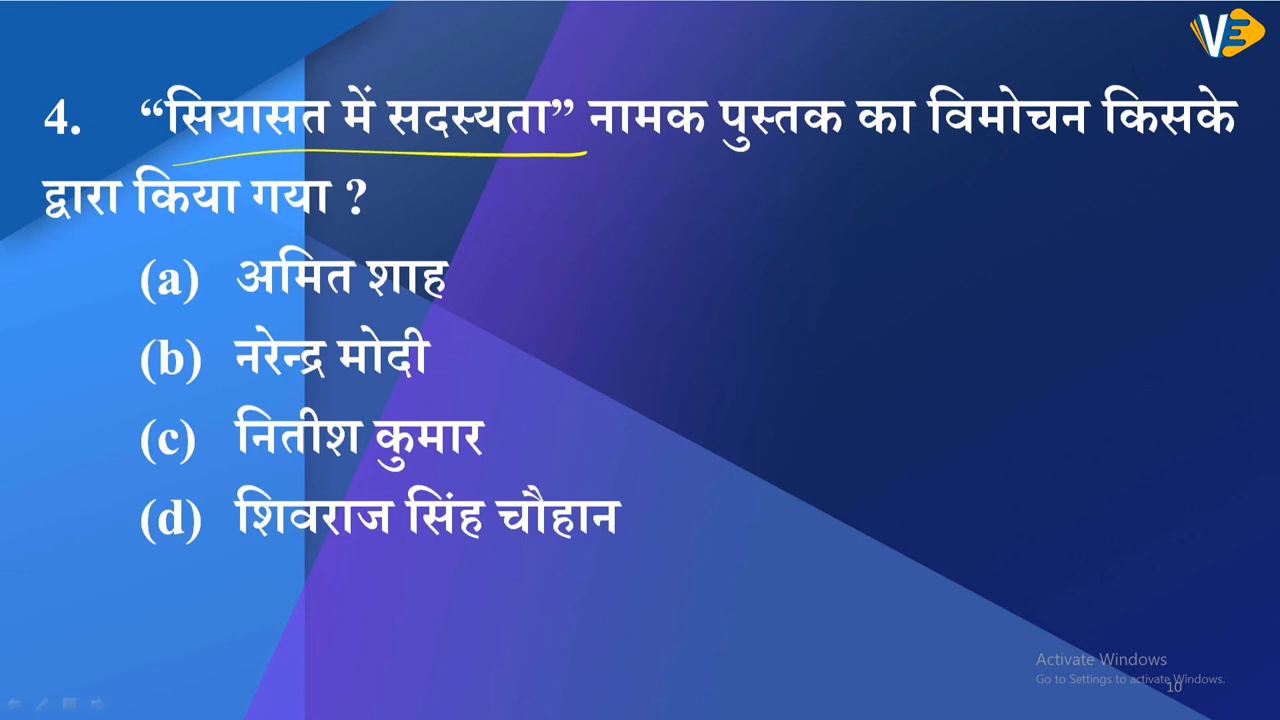 VE
4. “सियासत में सदस्यता” नामक पुस्तक का विमोचन किसके
द्वारा किया गया ?
(a) अमित शाह
(b) नरेन्द्र मोदी
(c) नितीश कुमार
(d) शिवराज सिंह चौहान
Activate Windows
Go to Settings to activate Windows.
10